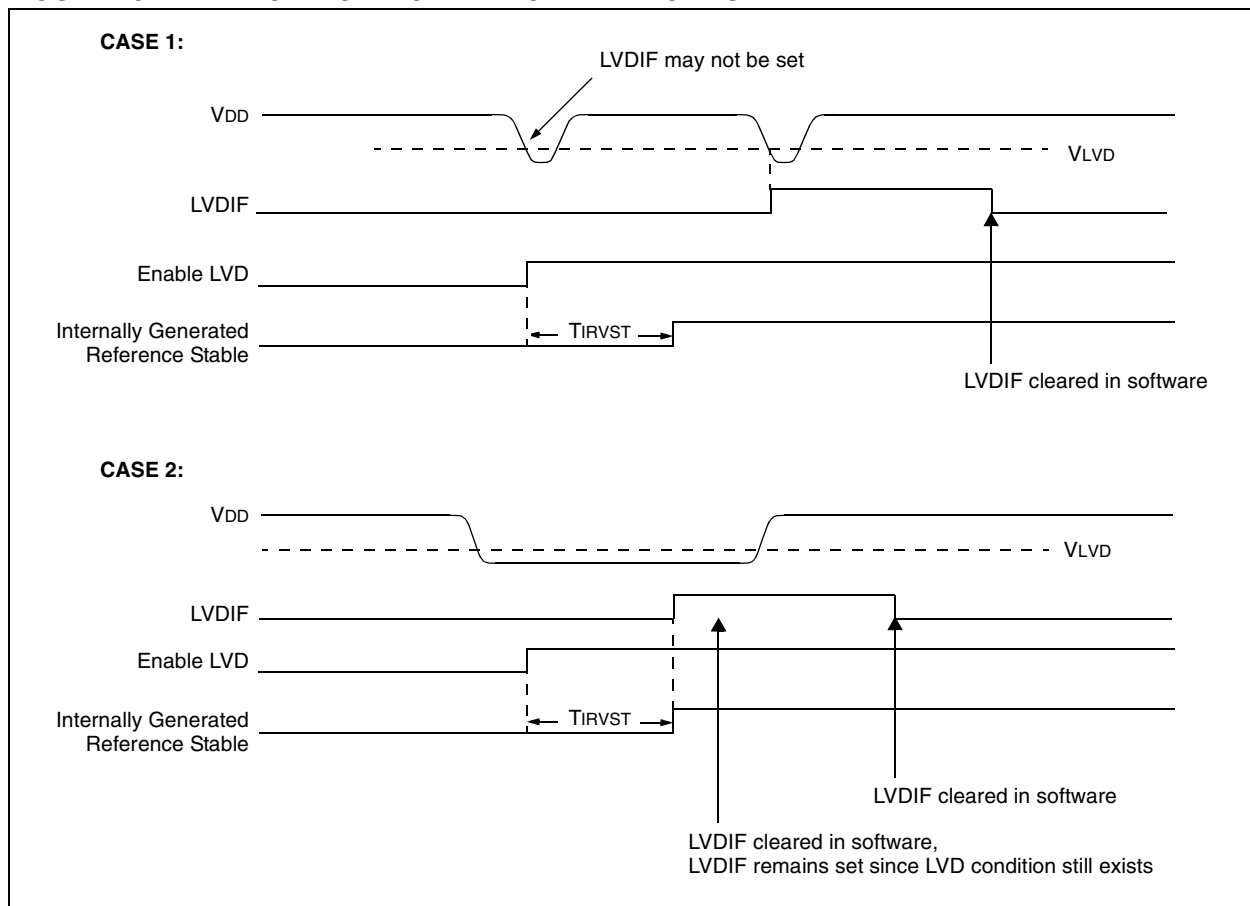 CASE 1:
LVDIF may not be set
VDD
VLVD
LVDIF
Enable LVD
TIRVST
Internally Generated
Reference Stable
LVDIF cleared in software
CASE 2:
VDD
VLVD
LVDIF
Enable LVD
TIRVST
Internally Generated
Reference Stable
LVDIF cleared in software
LVDIF cleared in software,
LVDIF remains set since LVD condition still exists